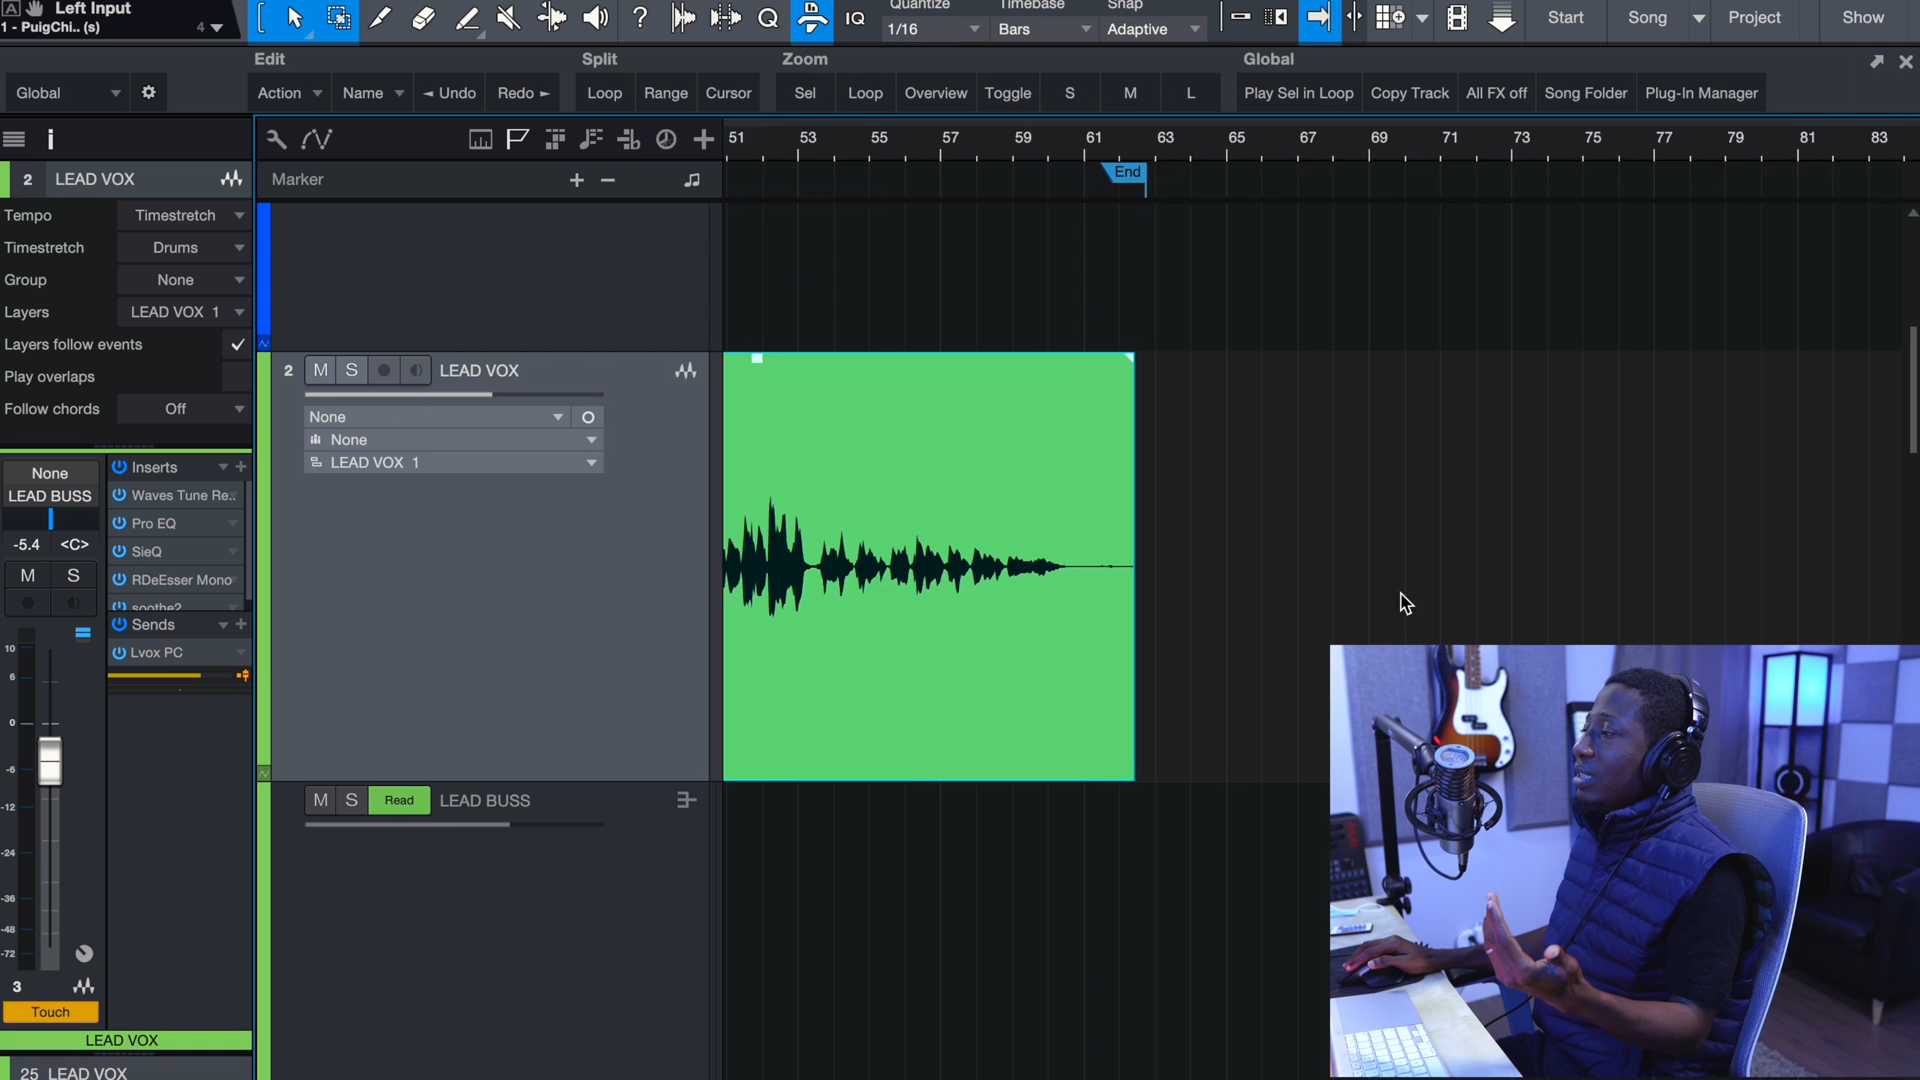 Left Input
1 - PuigChi.. (s)
4
Quantize
Timebase
Snap
1/16
Bars
Adaptive
IQ
Start
Song
Project
Show
Edit
Split
Zoom
Global
Global
Action
Name
Undo
Redo
Loop
Range
Cursor
Sel
Loop
Overview
Toggle
S
M
L
Play Sel in Loop
Copy Track
All FX off
Song Folder
Plug-In Manager
51 53 55 57 59 61 63 65 67 69 71 73 75 77 79 81 83
2 LEAD VOX
Marker
End
Tempo Timestretch
Timestretch Drums
Group None
Layers LEAD VOX 1
Layers follow events
Play overlaps
Follow chords Off
2 M S LEAD VOX
None
None
LEAD VOX 1
None
LEAD BUSS
-5.4 <C>
M S
Inserts
Waves Tune Re..
Pro EQ
SieQ
RDeEsser Mono
soothe2
Sends
Lvox PC
10
6
0
-6
-12
-24
-36
-48
-72
3
Touch
LEAD VOX
25 LEAD VOX
M S Read LEAD BUSS